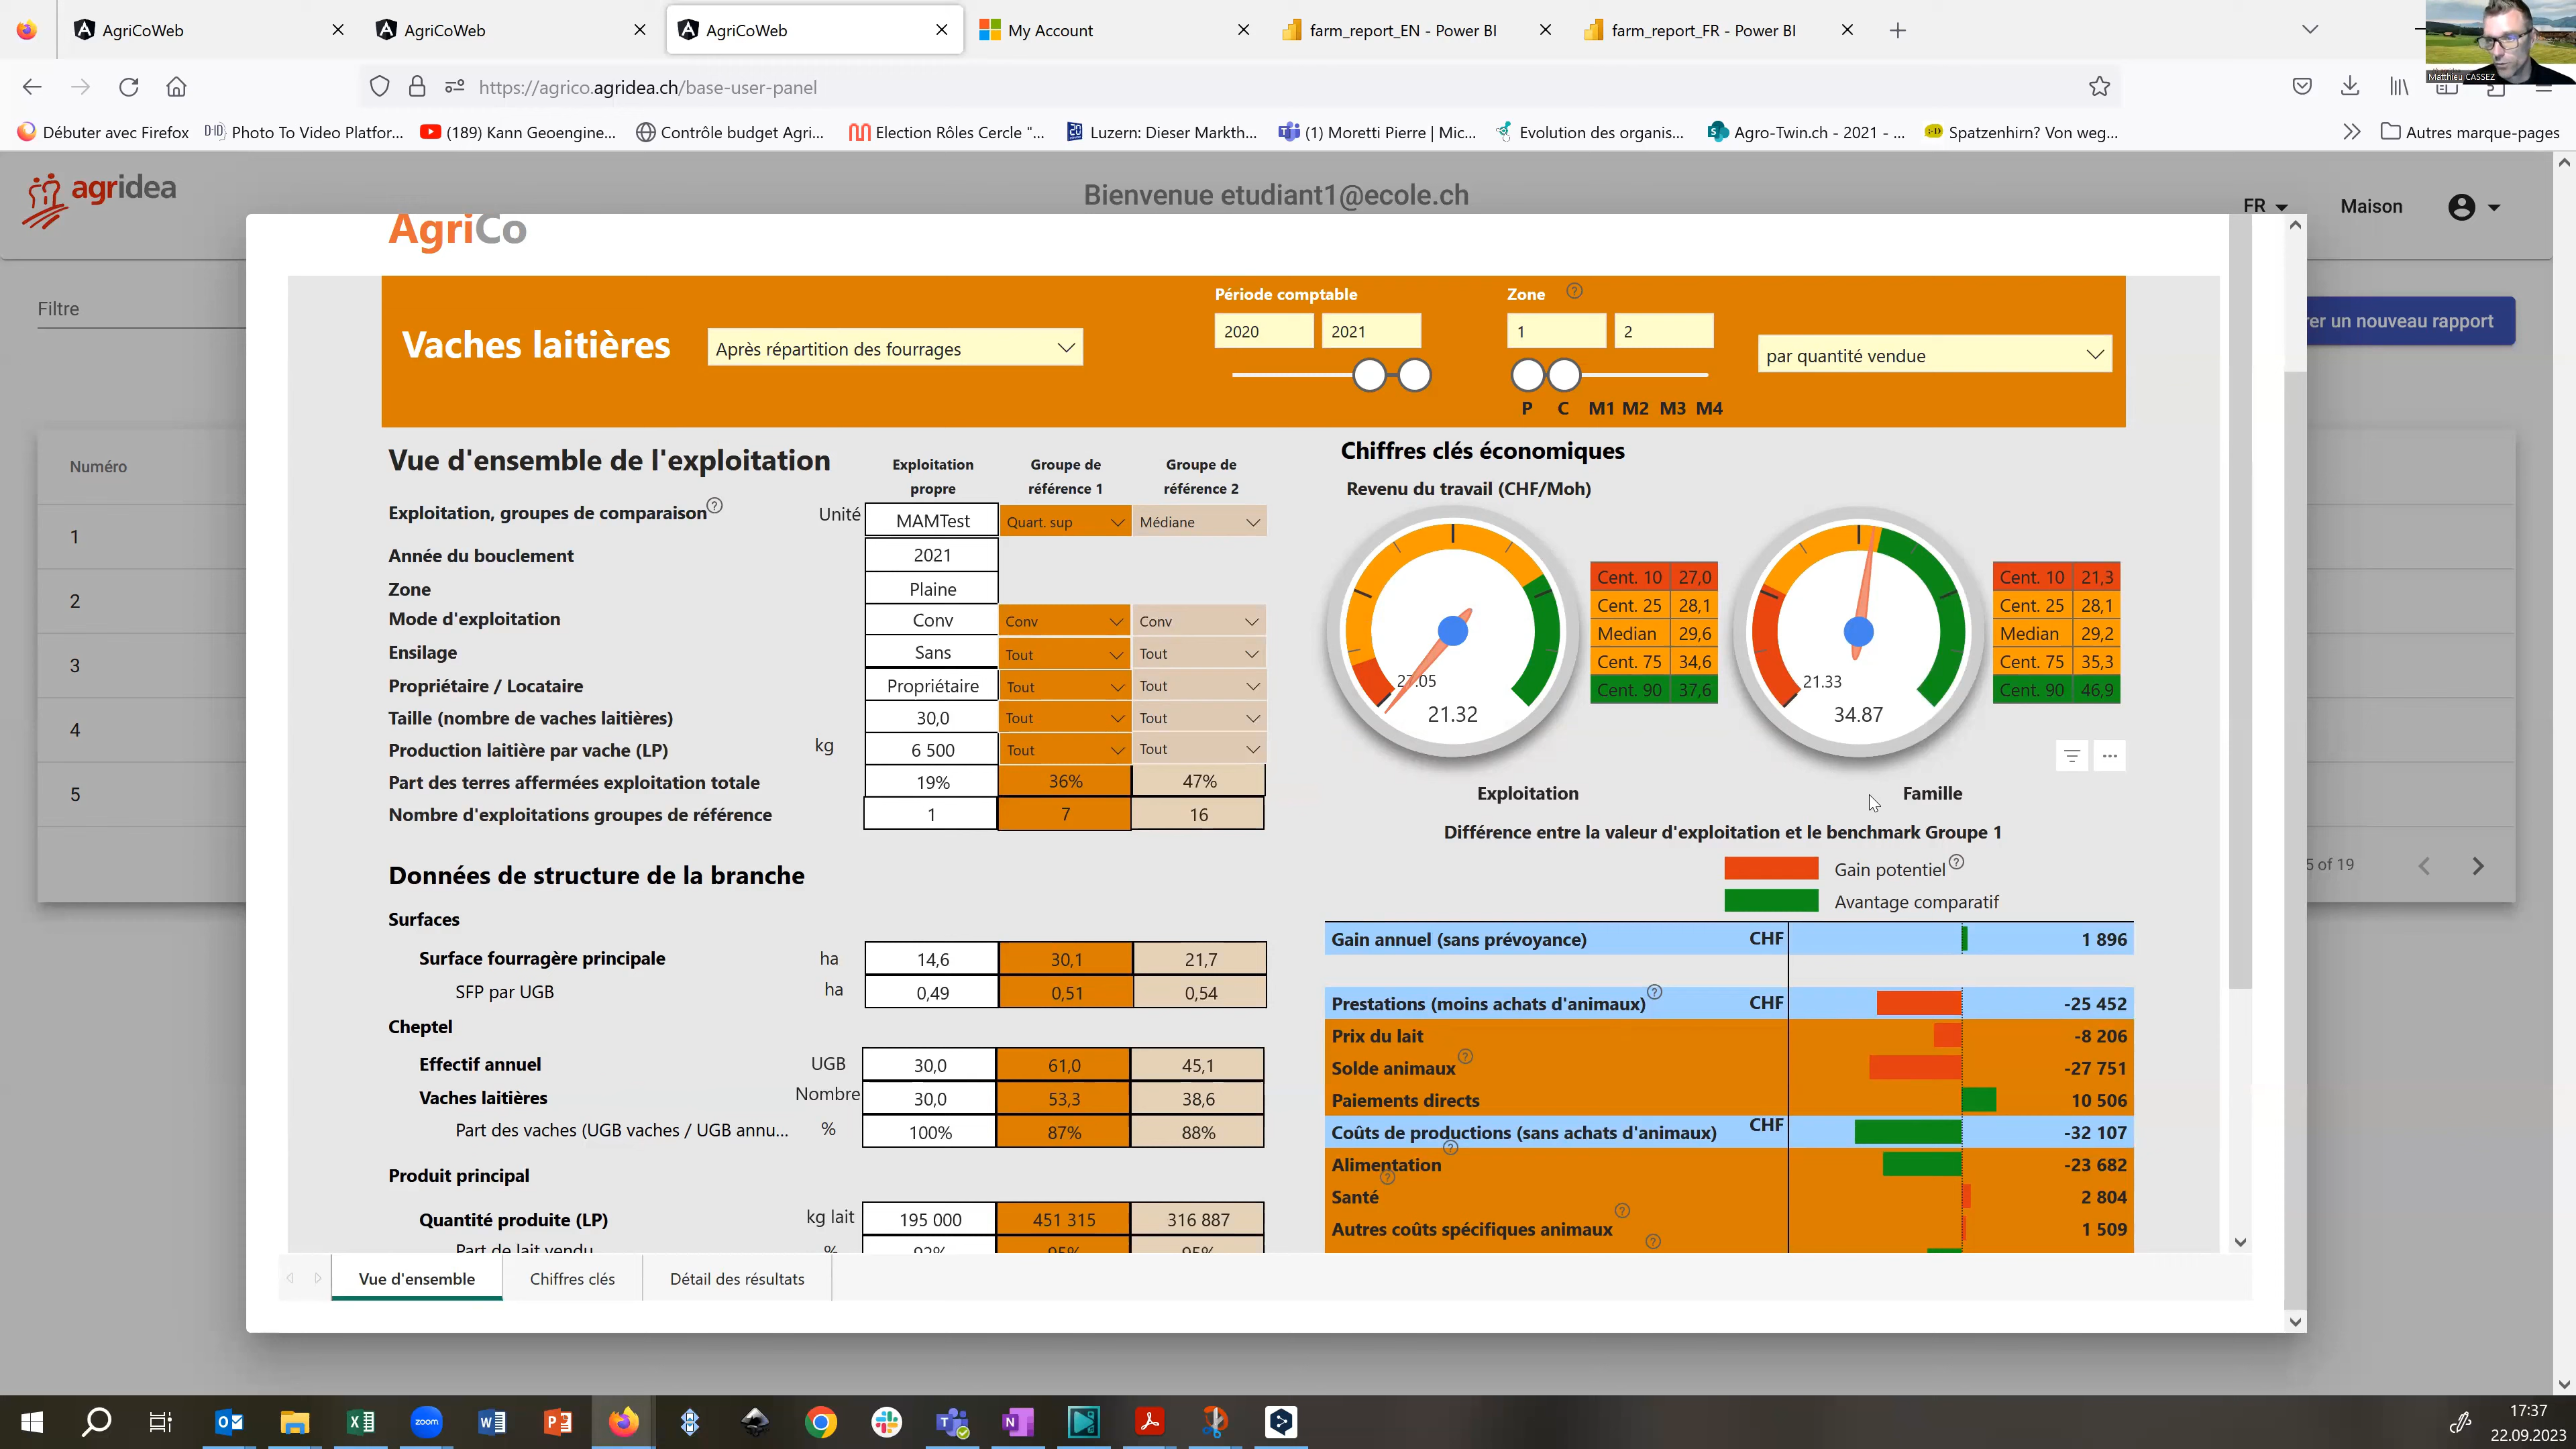 AgriCoWeb
AgriCoWeb
AgriCoWeb
My Account
farm_report_EN - Power BI
farm_report_FR - Power BI
Matthieu CASSEZ
https://agrico.agridea.ch/base-user-panel
Débuter avec Firefox
Photo To Video Platfor...
(189) Kann Geoengine...
Contrôle budget Agri...
Election Rôles Cercle "...
Luzern: Dieser Markth...
(1) Moretti Pierre | Mic...
Evolution des organis...
Agro-Twin.ch - 2021 - ...
Spatzenhirn? Von weg...
Autres marque-pages
agridea
Bienvenue etudiant1@ecole.ch
FR
Maison
Filtre
rer un nouveau rapport
Numéro
1
2
3
4
5
5 of 19
AgriCo
Vaches laitières
Après répartition des fourrages
Période comptable
2020 2021
Zone
1 2
P C M1 M2 M3 M4
par quantité vendue
Vue d'ensemble de l'exploitation
Exploitation propre
Groupe de référence 1
Groupe de référence 2
Exploitation, groupes de comparaison Unité MAMTest Quart. sup Médiane
Année du bouclement 2021
Zone Plaine
Mode d'exploitation Conv Conv Conv
Ensilage Sans Tout Tout
Propriétaire / Locataire Propriétaire Tout Tout
Taille (nombre de vaches laitières) 30,0 Tout Tout
Production laitière par vache (LP) kg 6 500 Tout Tout
Part des terres affermées exploitation totale 19% 36% 47%
Nombre d'exploitations groupes de référence 1 7 16
Données de structure de la branche
Surfaces
Surface fourragère principale ha 14,6 30,1 21,7
SFP par UGB ha 0,49 0,51 0,54
Cheptel
Effectif annuel UGB 30,0 61,0 45,1
Vaches laitières Nombre 30,0 53,3 38,6
Part des vaches (UGB vaches / UGB annu... % 100% 87% 88%
Produit principal
Quantité produite (LP) kg lait 195 000 451 315 316 887
Part de lait vendu % 92% 95% 95%
Chiffres clés économiques
Revenu du travail (CHF/Moh)
27.05
21.32
Cent. 10 27,0
Cent. 25 28,1
Median 29,6
Cent. 75 34,6
Cent. 90 37,6
21.33
34.87
Cent. 10 21,3
Cent. 25 28,1
Median 29,2
Cent. 75 35,3
Cent. 90 46,9
Exploitation
Famille
Différence entre la valeur d'exploitation et le benchmark Groupe 1
Gain potentiel
Avantage comparatif
Gain annuel (sans prévoyance) CHF 1 896
Prestations (moins achats d'animaux) CHF -25 452
Prix du lait -8 206
Solde animaux -27 751
Paiements directs 10 506
Coûts de productions (sans achats d'animaux) CHF -32 107
Alimentation -23 682
Santé 2 804
Autres coûts spécifiques animaux 1 509
Vue d'ensemble
Chiffres clés
Détail des résultats
zoom
17:37
22.09.2023